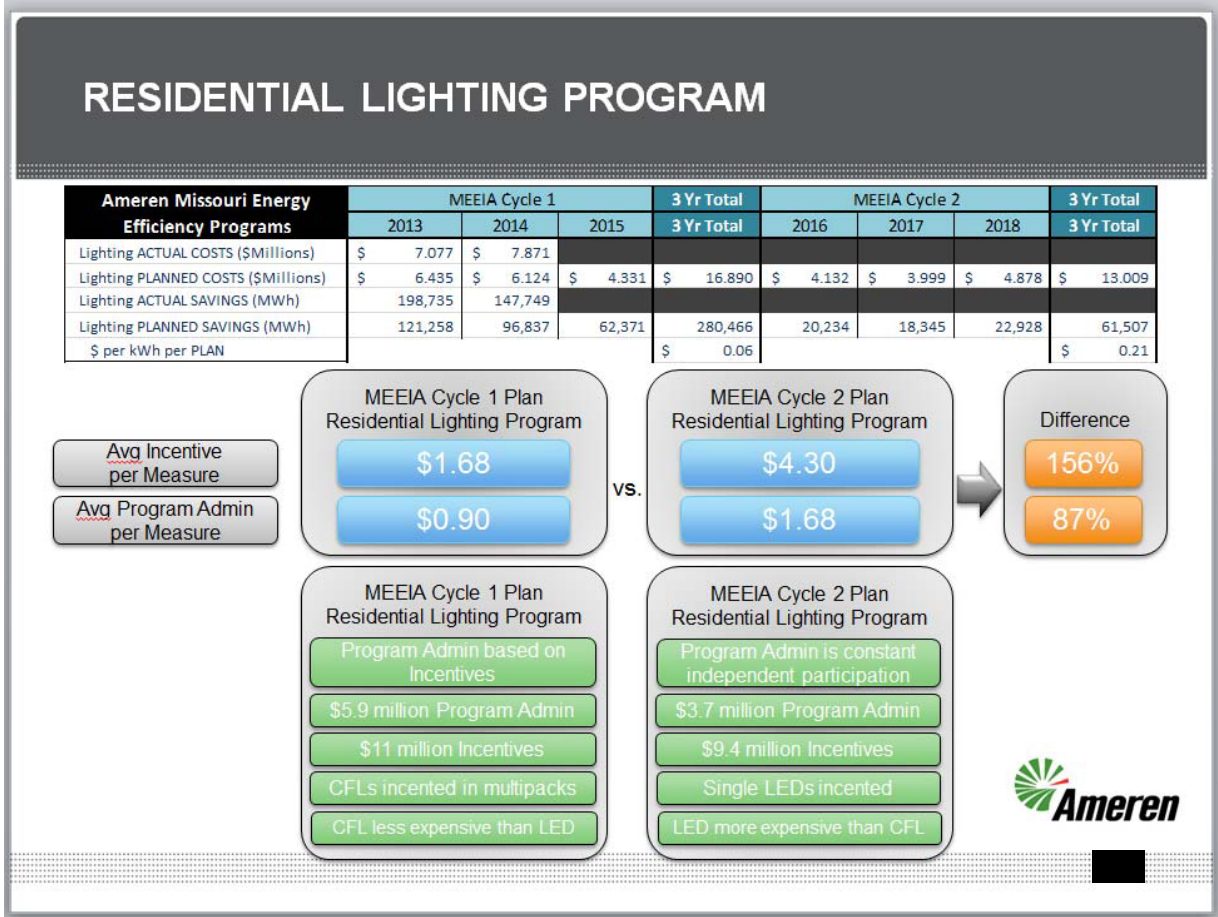 RESIDENTIAL LIGHTING PROGRAM
Ameren Missouri Energy Efficiency Programs MEEIA Cycle 1 3 Yr Total MEEIA Cycle 2 3 Yr Total
2013 2014 2015 3 Yr Total 2016 2017 2018 3 Yr Total
Lighting ACTUAL COSTS ($Millions) $ 7.077 $ 7.871
Lighting PLANNED COSTS ($Millions) $ 6.435 $ 6.124 $ 4.331 $ 16.890 $ 4.132 $ 3.999 $ 4.878 $ 13.009
Lighting ACTUAL SAVINGS (MWh) 198,735 147,749
Lighting PLANNED SAVINGS (MWh) 121,258 96,837 62,371 280,466 20,234 18,345 22,928 61,507
$ per kWh per PLAN $ 0.06 $ 0.21
Avg Incentive
per Measure
Avg Program Admin
per Measure
MEEIA Cycle 1 Plan
Residential Lighting Program
$1.68
$0.90
vs.
MEEIA Cycle 2 Plan
Residential Lighting Program
$4.30
$1.68
Difference
156%
87%
MEEIA Cycle 1 Plan
Residential Lighting Program
Program Admin based on
Incentives
$5.9 million Program Admin
$11 million Incentives
CFLs incented in multipacks
CFL less expensive than LED
MEEIA Cycle 2 Plan
Residential Lighting Program
Program Admin is constant
independent participation
$3.7 million Program Admin
$9.4 million Incentives
Single LEDs incented
LED more expensive than CFL
Ameren